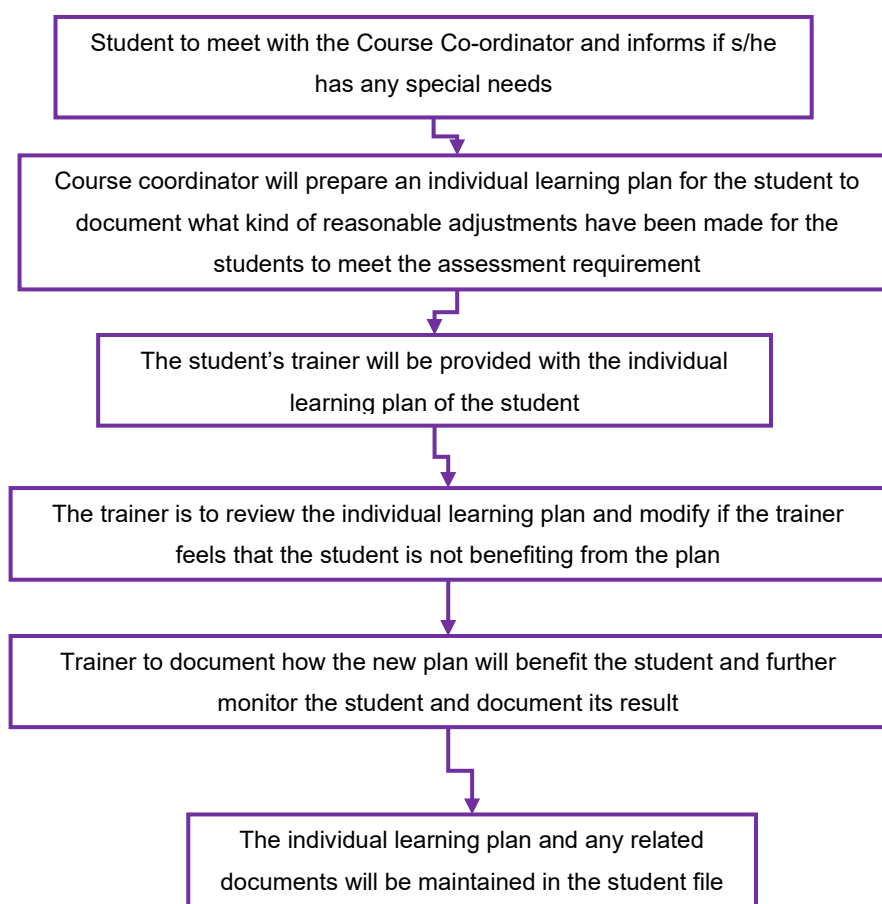 Student to meet with the Course Co-ordinator and informs if s/he
has any special needs
Course coordinator will prepare an individual learning plan for the student to
document what kind of reasonable adjustments have been made for the
students to meet the assessment requirement
The student’s trainer will be provided with the individual
learning plan of the student
The trainer is to review the individual learning plan and modify if the trainer
feels that the student is not benefiting from the plan
Trainer to document how the new plan will benefit the student and further
monitor the student and document its result
The individual learning plan and any related
documents will be maintained in the student file